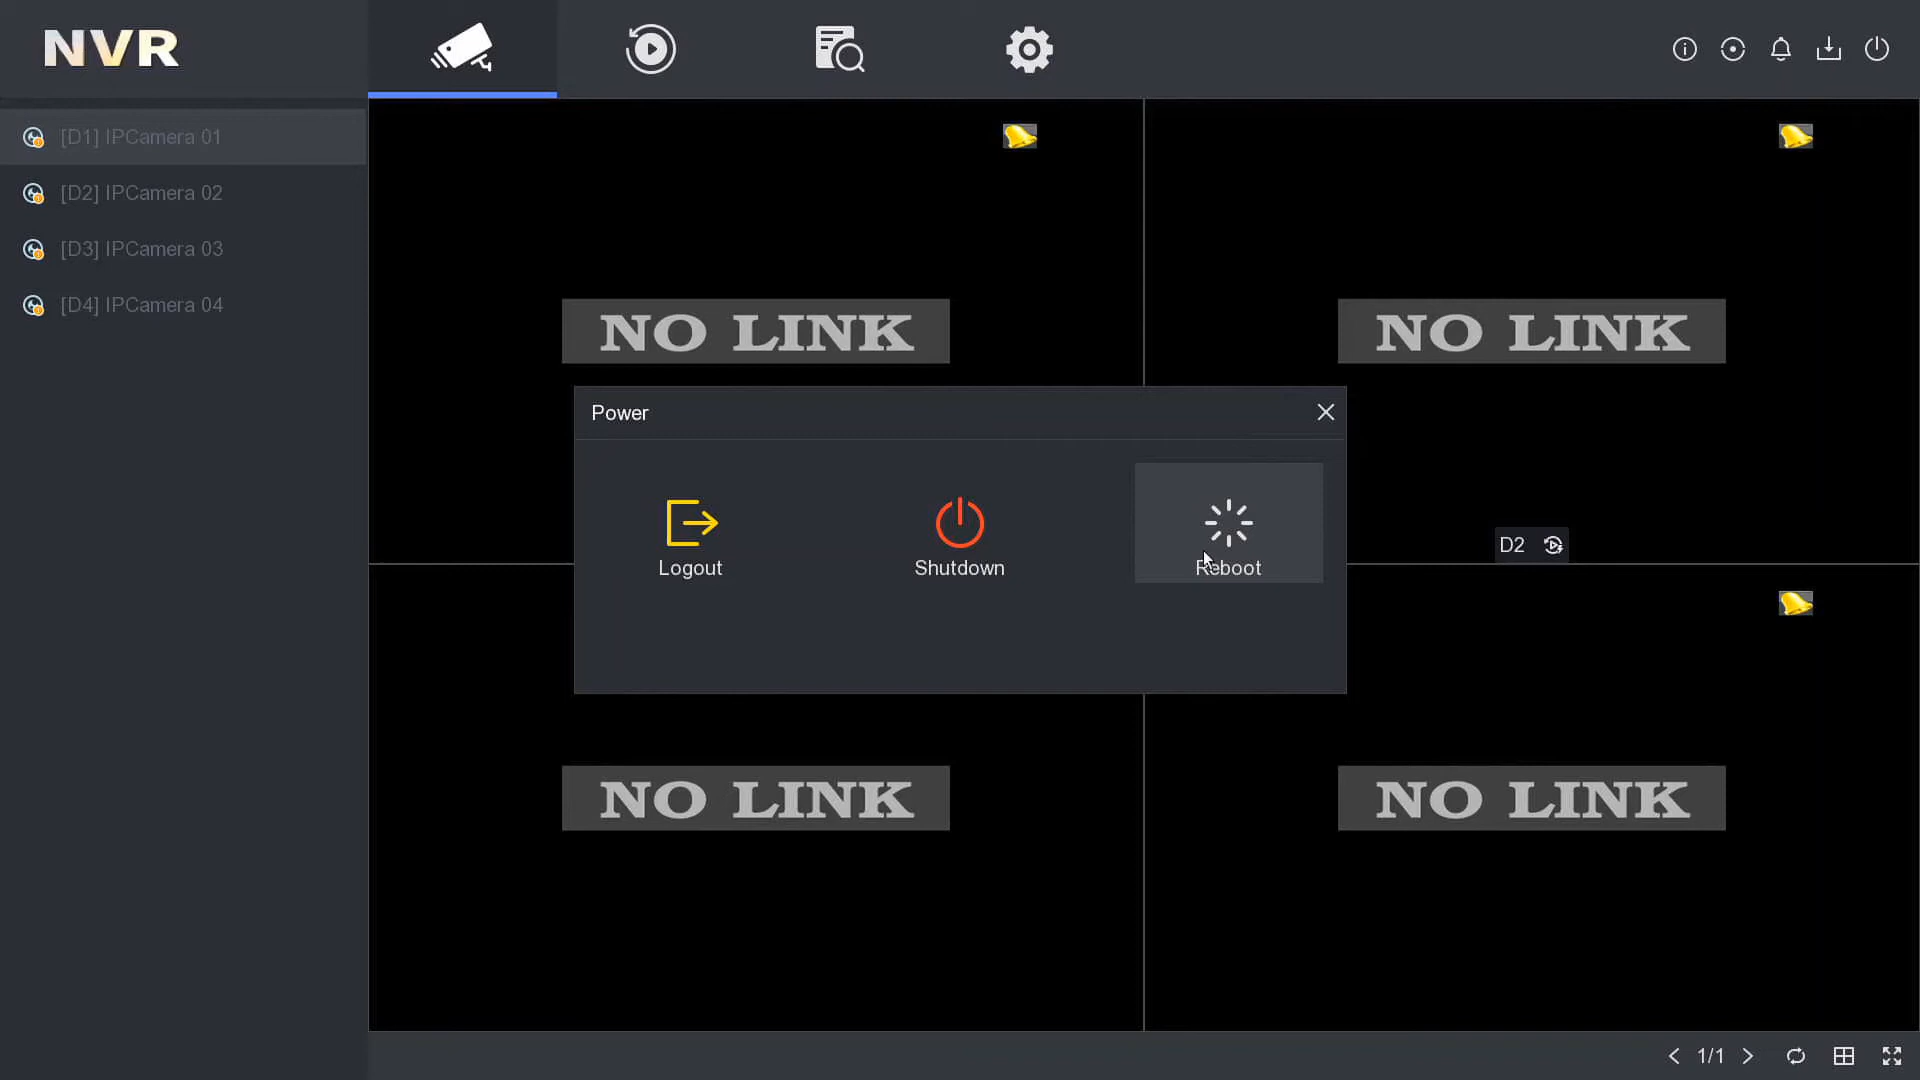 NVR
[D1] IPCamera 01
[D2] IPCamera 02
[D3] IPCamera 03
[D4] IPCamera 04
NO LINK
NO LINK
Power
Logout
Shutdown
Reboot
D2
NO LINK
NO LINK
1/1